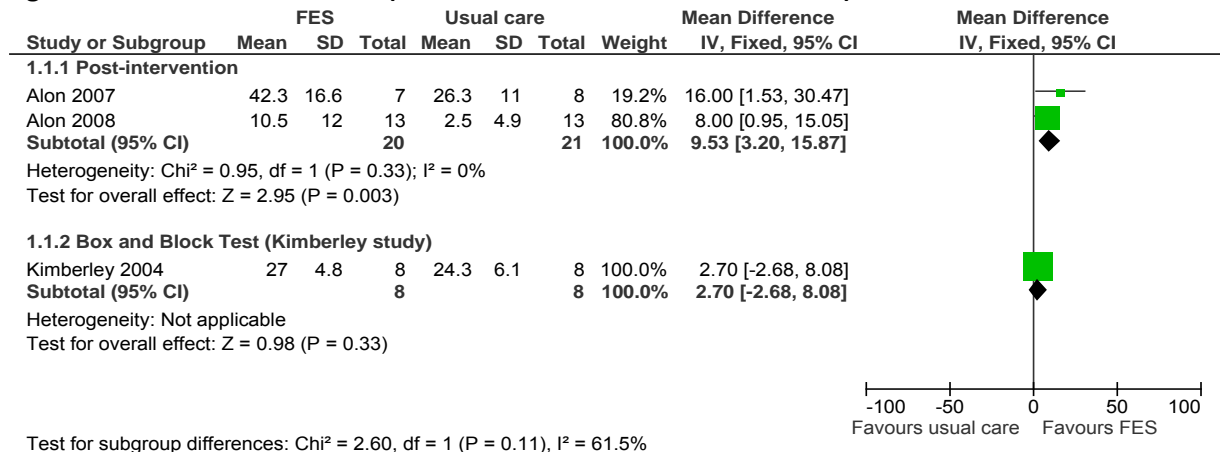 FES Usual care Mean Difference Mean Difference
Study or Subgroup Mean SD Total Mean SD Total Weight IV, Fixed, 95% CI IV, Fixed, 95% CI
1.1.1 Post-intervention
Alon 2007 42.3 16.6 7 26.3 11 8 19.2% 16.00 [1.53, 30.47]
Alon 2008 10.5 12 13 2.5 4.9 13 80.8% 8.00 [0.95, 15.05]
Subtotal (95% CI) 20 21 100.0% 9.53 [3.20, 15.87]
Heterogeneity: Chi² = 0.95, df = 1 (P = 0.33); I² = 0%
Test for overall effect: Z = 2.95 (P = 0.003)
1.1.2 Box and Block Test (Kimberley study)
Kimberley 2004 27 4.8 8 24.3 6.1 8 100.0% 2.70 [-2.68, 8.08]
Subtotal (95% CI) 8 8 100.0% 2.70 [-2.68, 8.08]
Heterogeneity: Not applicable
Test for overall effect: Z = 0.98 (P = 0.33)
-100 -50 0 50 100
Favours usual care Favours FES
Test for subgroup differences: Chi² = 2.60, df = 1 (P = 0.11), I² = 61.5%